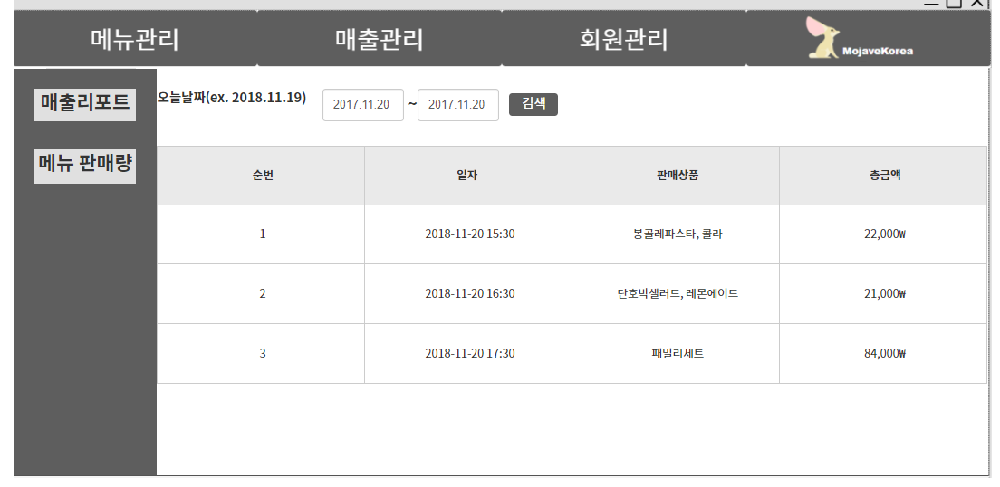 메뉴관리 매출관리 회원관리 MojaveKorea
매출리포트
메뉴 판매량
오늘날짜(ex. 2018.11.19) 2017.11.20 ~ 2017.11.20 검색
순번 일자 판매상품 총금액
1 2018-11-20 15:30 봉골레파스타, 콜라 22,000₩
2 2018-11-20 16:30 단호박샐러드, 레몬에이드 21,000₩
3 2018-11-20 17:30 패밀리세트 84,000₩